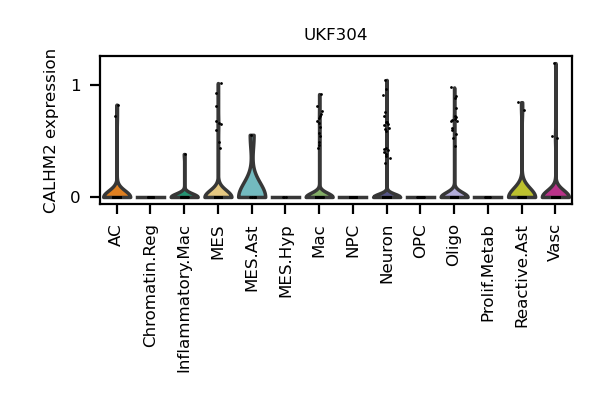 UKF304
CALHM2 expression
1
0
AC
Chromatin.Reg
Inflammatory.Mac
MES
MES.Ast
MES.Hyp
Mac
NPC
Neuron
OPC
Oligo
Prolif.Metab
Reactive.Ast
Vasc